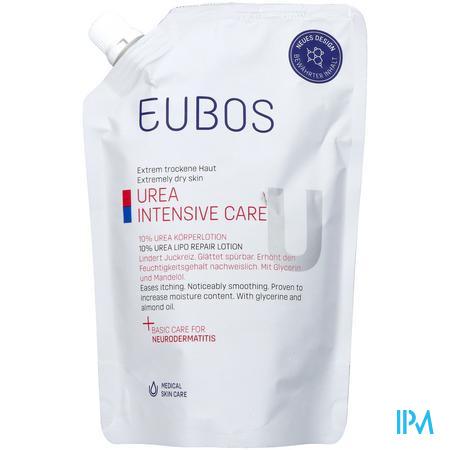 NEUES DESIGN
BEWÄHRTER INHALT
EUBOS
Extrem trockene Haut
Extremely dry skin
UREA
INTENSIVE CARE
U
10% UREA KÖRPERLOTION
10% UREA LIPO REPAIR LOTION
Lindert Juckreiz. Glättet spürbar. Erhöht den
Feuchtigkeitsgehalt nachweislich. Mit Glycerin
und Mandelöl.
Eases itching. Noticeably smoothing. Proven to
increase moisture content. With glycerine and
almond oil.
+ BASIC CARE FOR
NEURODERMATITIS
MEDICAL
SKIN CARE
IPM